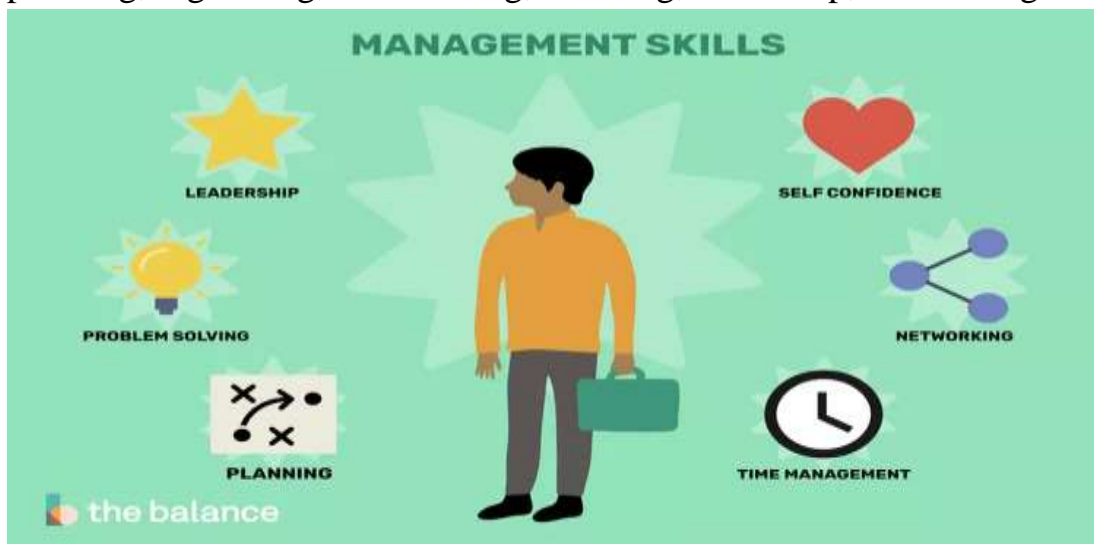 MANAGEMENT SKILLS
LEADERSHIP
SELF CONFIDENCE
PROBLEM SOLVING
NETWORKING
PLANNING
TIME MANAGEMENT
the balance